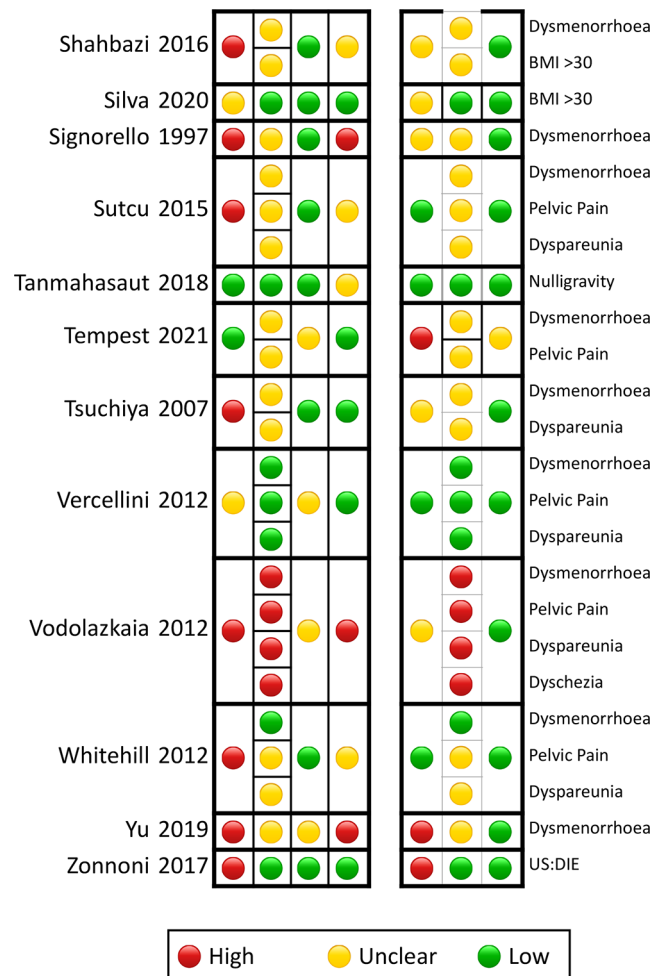 Shahbazi 2016
Dysmenorrhoea
BMI >30
Silva 2020
BMI >30
Signorello 1997
Dysmenorrhoea
Sutcu 2015
Dysmenorrhoea
Pelvic Pain
Dyspareunia
Tanmahasaut 2018
Nulligravity
Tempest 2021
Dysmenorrhoea
Pelvic Pain
Tsuchiya 2007
Dysmenorrhoea
Dyspareunia
Vercellini 2012
Dysmenorrhoea
Pelvic Pain
Dyspareunia
Vodolazkaia 2012
Dysmenorrhoea
Pelvic Pain
Dyspareunia
Dyschezia
Whitehill 2012
Dysmenorrhoea
Pelvic Pain
Dyspareunia
Yu 2019
Dysmenorrhoea
Zonnoni 2017
US:DIE
High
Unclear
Low